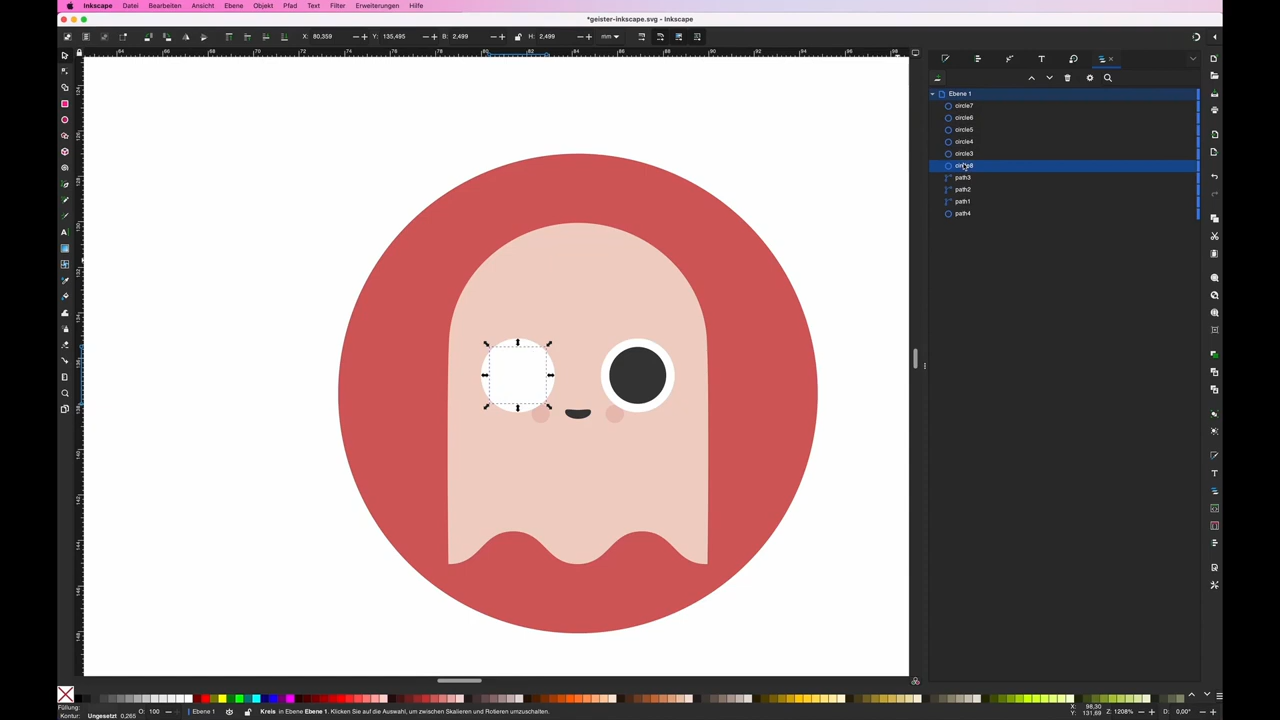 Inkscape Datei Bearbeiten Ansicht Ebene Objekt Pfad Text Filter Erweiterungen Hilfe
*geister-inkscape.svg - Inkscape
X: 80,359 Y: 135,495 B: 2,499 H: 2,499 mm
Ebene 1
circle7
circle6
circle5
circle4
circle3
circle8
path3
path2
path1
path4
Füllung:
Kontur: Ungesetzt 0,265
O: 100
Ebene 1
Kreis in Ebene Ebene 1. Klicken Sie auf die Auswahl, um zwischen Skalieren und Rotieren umzuschalten.
X: 98,30
Y: 131,69
Z: 1208%
D: 0,00°